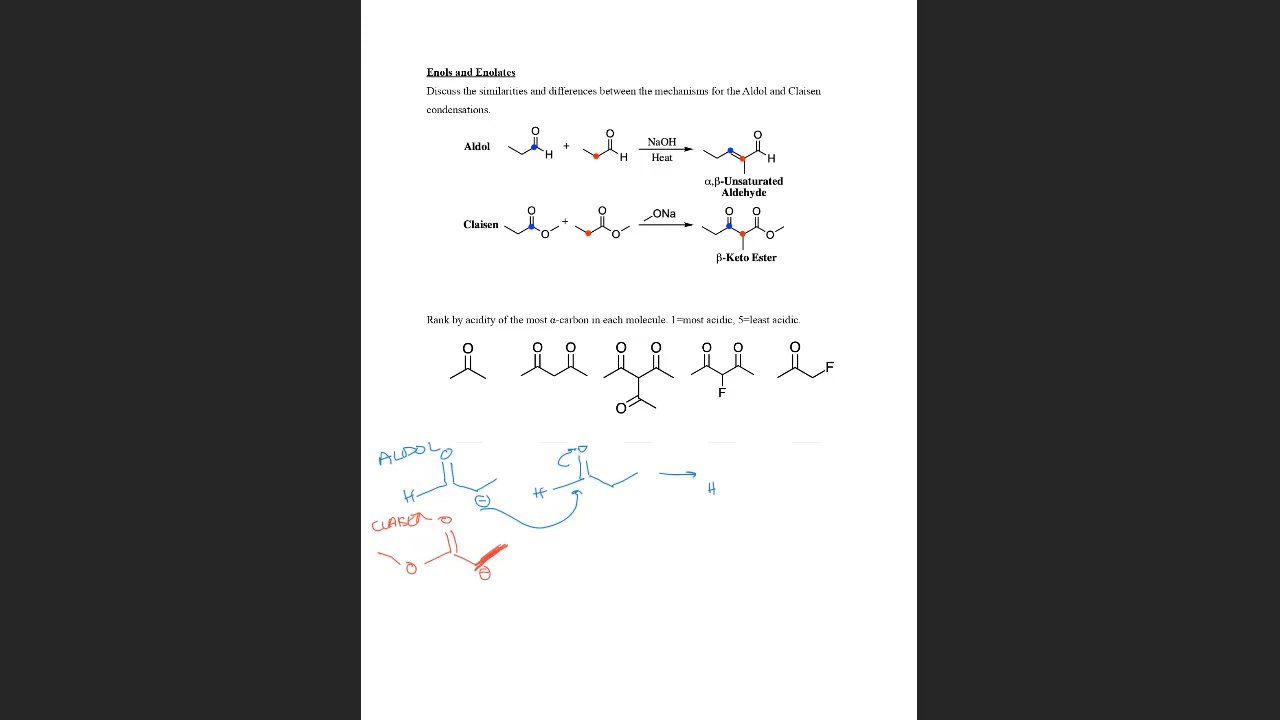 Enols and Enolates
Discuss the similarities and differences between the mechanisms for the Aldol and Claisen
condensations.
O O O
Aldol H + H NaOH H
Heat
α,β-Unsaturated
Aldehyde
O O ONa O O
Claisen O + O O
β-Keto Ester
Rank by acidity of the most α-carbon in each molecule. 1=most acidic, 5=least acidic.
O O O O O O O O
F
F
O
ALDOL O O
H ⊖ H H
O
O ⊖